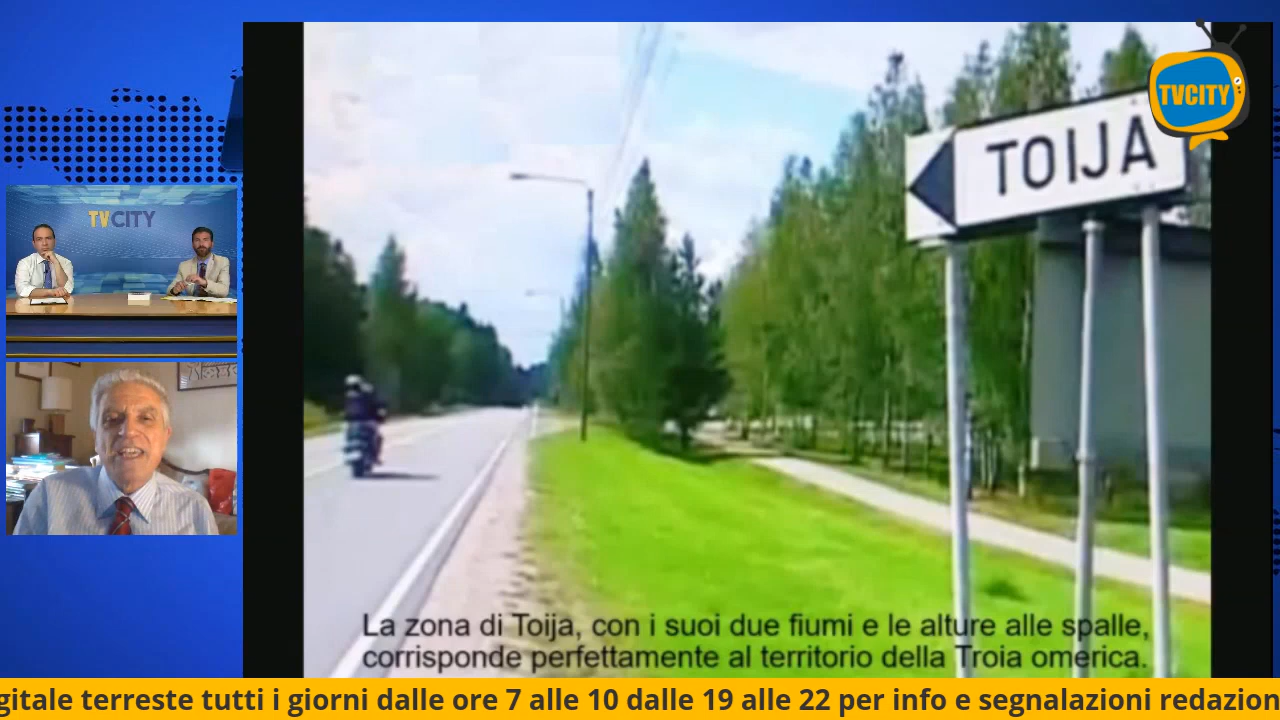 TVCITY
TOIJA
TVCITY
La zona di Toija, con i suoi due fiumi e le alture alle spalle,
corrisponde perfettamente al territorio della Troia omerica.
gitale terreste tutti i giorni dalle ore 7 alle 10 dalle 19 alle 22 per info e segnalazioni redazion